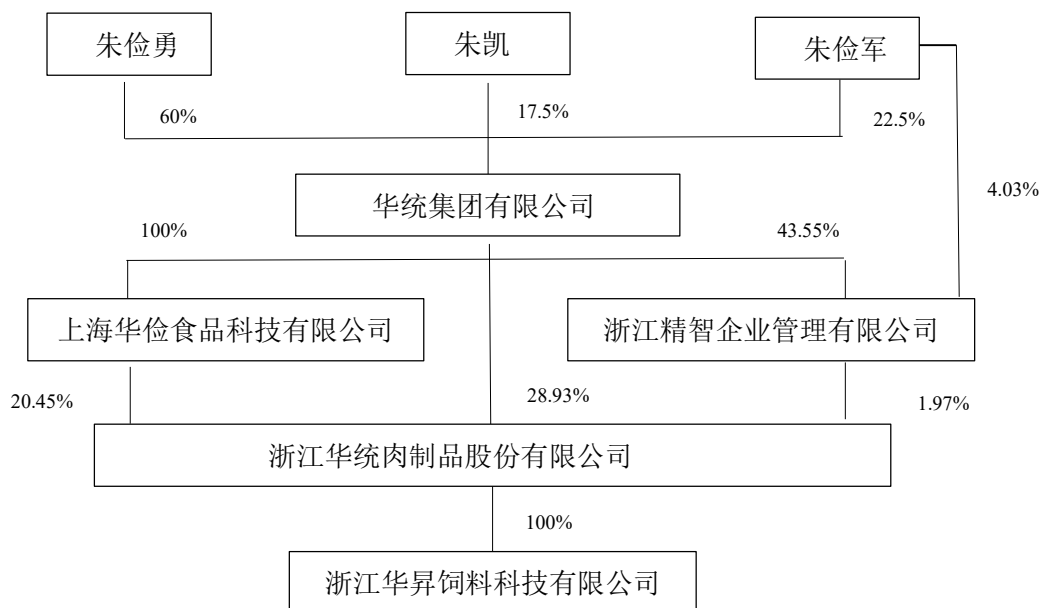 朱俭勇
朱凯
朱俭军
60%
17.5%
22.5%
4.03%
华统集团有限公司
100%
43.55%
上海华俭食品科技有限公司
浙江精智企业管理有限公司
20.45%
28.93%
1.97%
浙江华统肉制品股份有限公司
100%
浙江华昇饲料科技有限公司